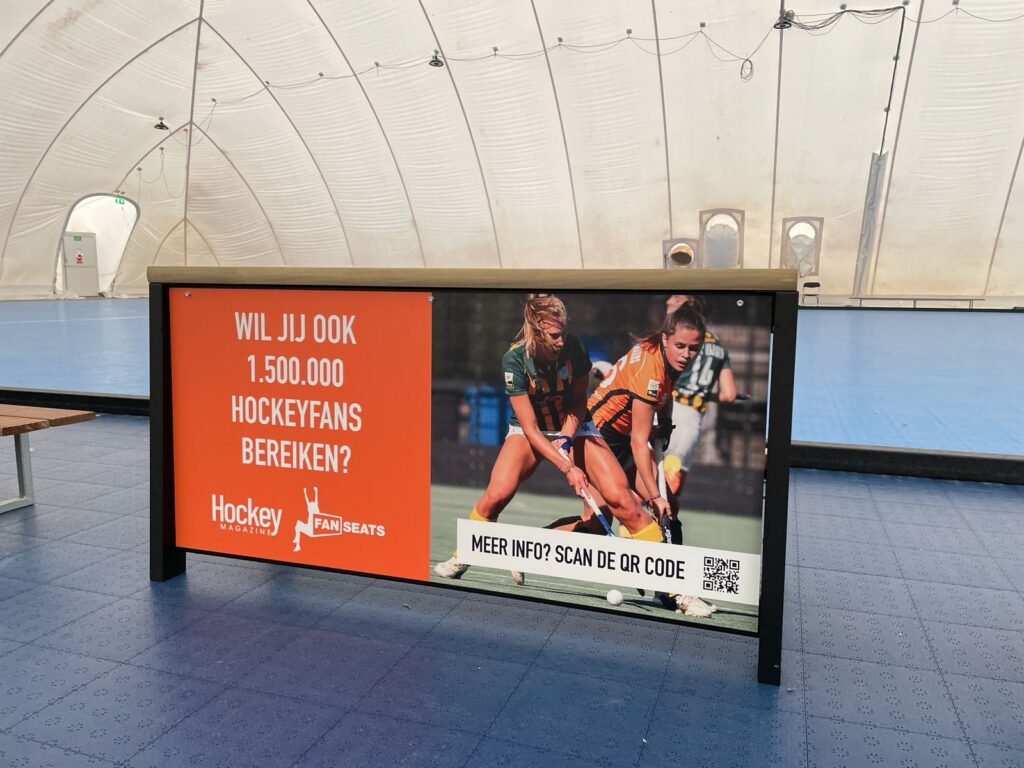 WIL JIJ OOK
1.500.000
HOCKEYFANS
BEREIKEN?
Hockey
MAGAZINE
FAN SEATS
MEER INFO? SCAN DE QR CODE